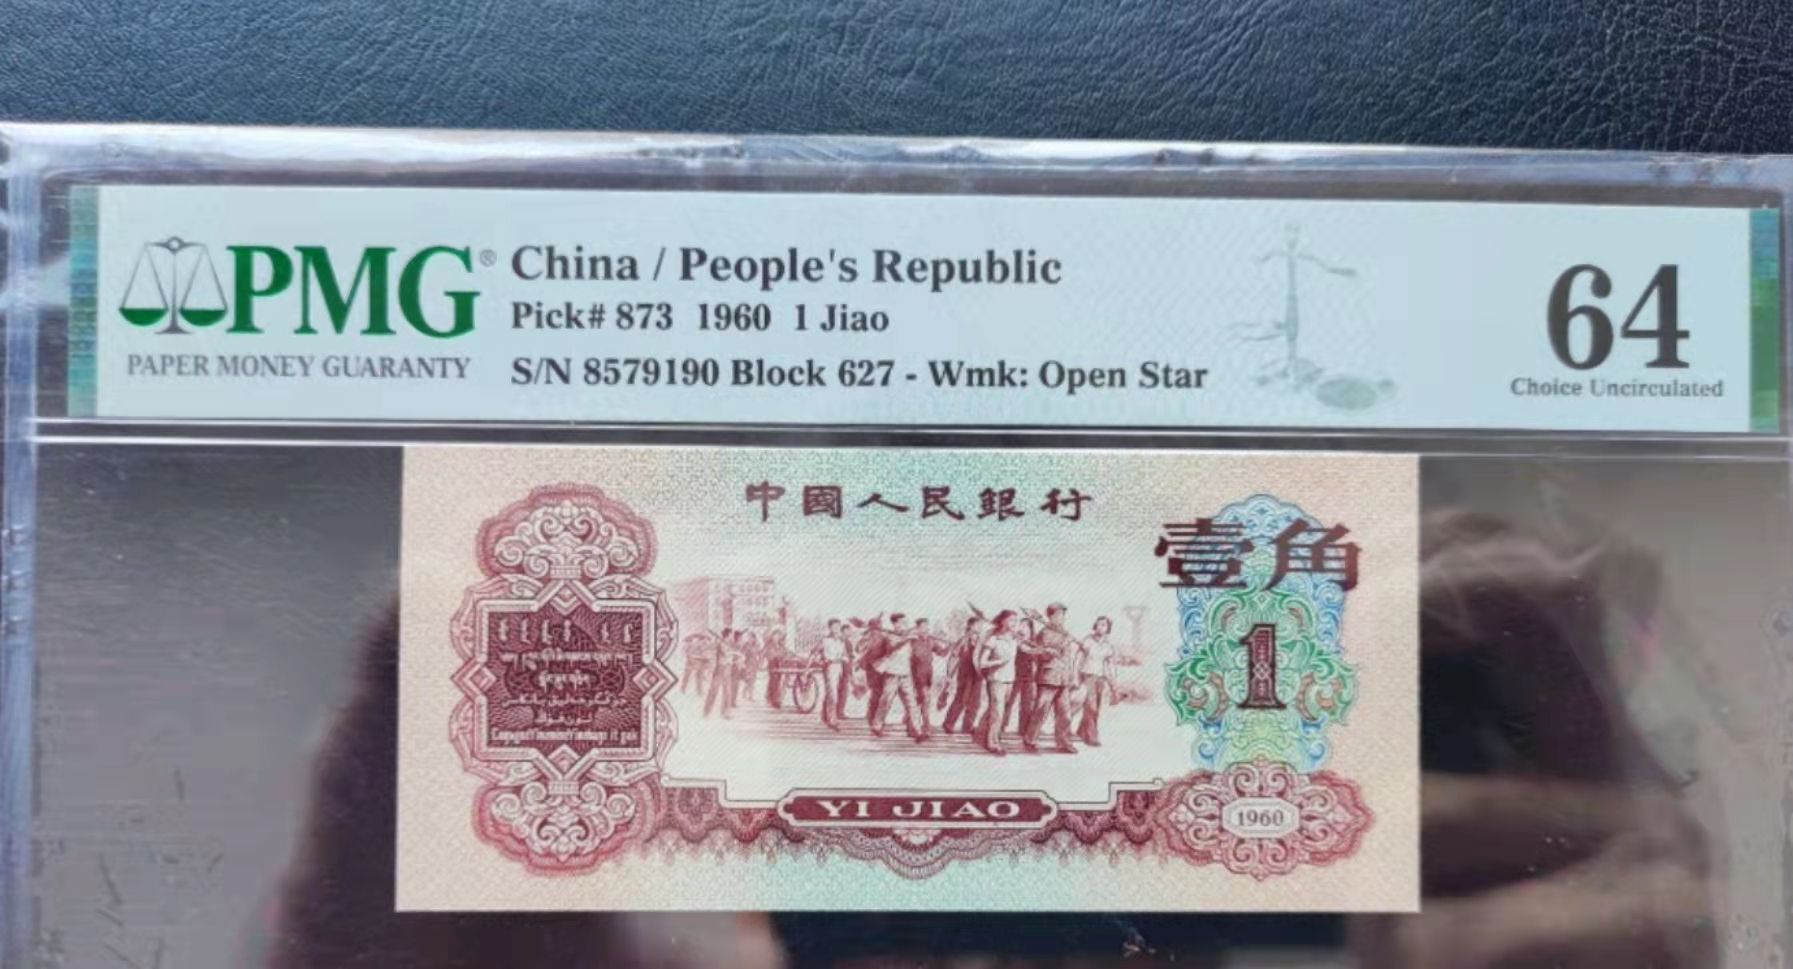 PMG®
PAPER MONEY GUARANTY
China / People's Republic
Pick# 873 1960 1 Jiao
S/N 8579190 Block 627 - Wmk: Open Star
64
Choice Uncirculated
中國人民銀行
壹角
1
YI JIAO
1960